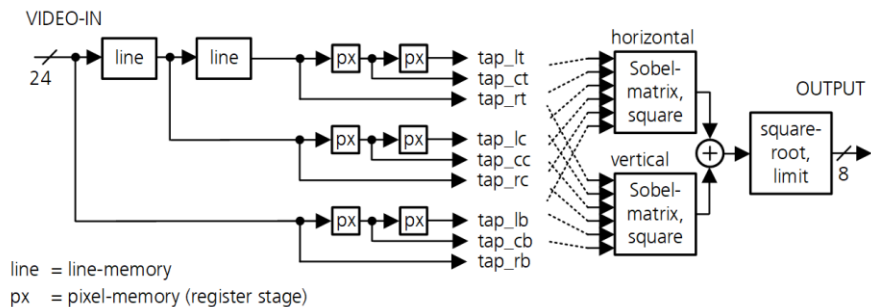 VIDEO-IN
24
line
line
px
px
tap_lt
tap_ct
tap_rt
px
px
tap_lc
tap_cc
tap_rc
px
px
tap_lb
tap_cb
tap_rb
horizontal
Sobel-
matrix,
square
vertical
Sobel-
matrix,
square
+
OUTPUT
square-
root,
limit
8
line = line-memory
px = pixel-memory (register stage)